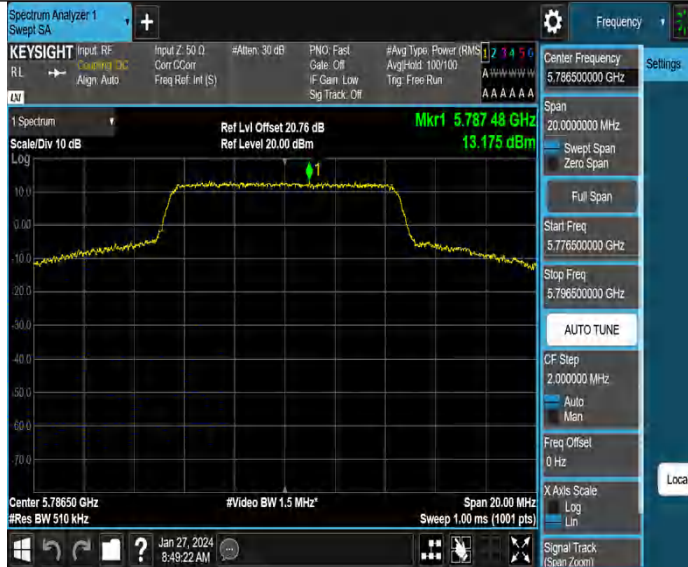 Spectrum Analyzer 1
Swept SA
+
Frequency
KEYSIGHT
Input: RF
Input Z: 50 Ω
#Atten: 30 dB
PNO: Fast
#Avg Type: Power (RMS
1 2 3 4 5 6
RL
Coupling: DC
Corr CCorr
Gate: Off
Avg|Hold: 100/100
A W W W W W
Align: Auto
Freq Ref: Int (S)
IF Gain: Low
Trig: Free Run
Sig Track: Off
A A A A A A
LXI
1 Spectrum
Ref Lvl Offset 20.76 dB
Mkr1 5.787 48 GHz
Scale/Div 10 dB
Ref Level 20.00 dBm
13.175 dBm
Log
1
10.0
0.00
-10.0
-20.0
-30.0
-40.0
-50.0
-60.0
-70.0
Center 5.78650 GHz
#Video BW 1.5 MHz*
Span 20.00 MHz
#Res BW 510 kHz
Sweep 1.00 ms (1001 pts)
?
Jan 27, 2024
8:49:22 AM
Center Frequency
5.786500000 GHz
Settings
Span
20.0000000 MHz
Swept Span
Zero Span
Full Span
Start Freq
5.776500000 GHz
Stop Freq
5.796500000 GHz
AUTO TUNE
CF Step
2.000000 MHz
Auto
Man
Freq Offset
0 Hz
X Axis Scale
Log
Lin
Loca
Signal Track
(Span Zoom)